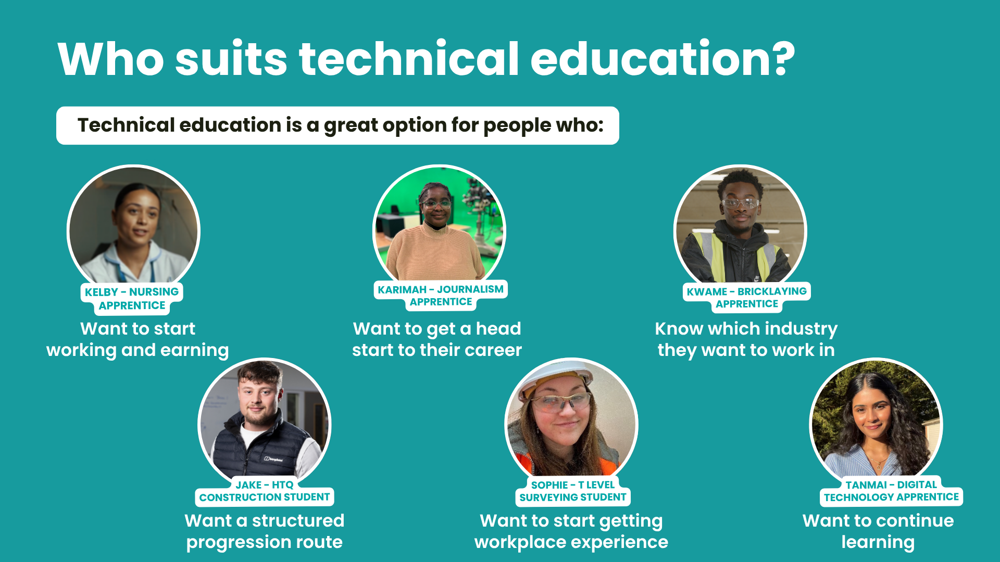 Who suits technical education?
Technical education is a great option for people who:
KELBY - NURSING
APPRENTICE
Want to start
working and earning
KARIMAH - JOURNALISM
APPRENTICE
Want to get a head
start to their career
KWAME - BRICKLAYING
APPRENTICE
Know which industry
they want to work in
berghaus
JAKE - HTQ
CONSTRUCTION STUDENT
Want a structured
progression route
SOPHIE - T LEVEL
SURVEYING STUDENT
Want to start getting
workplace experience
TANMAI - DIGITAL
TECHNOLOGY APPRENTICE
Want to continue
learning